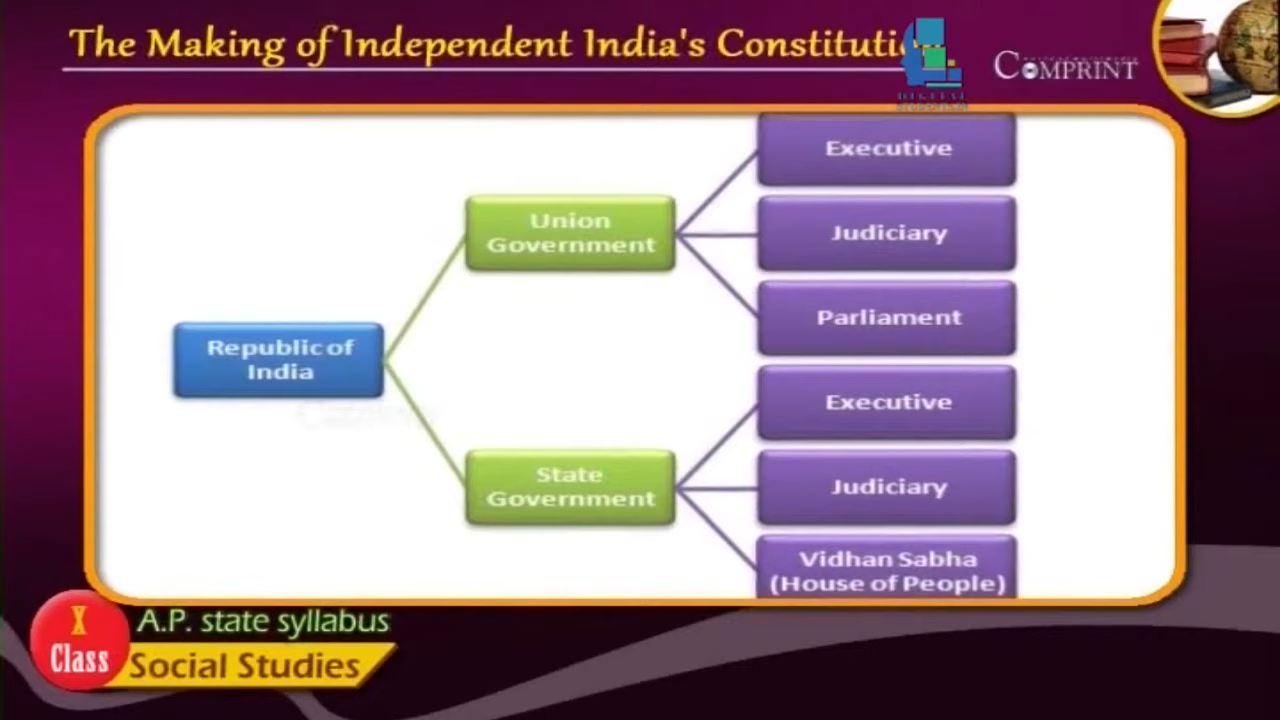 The Making of Independent India's Constituti
COMPRINT
DIGITAL
Executive
Union
Government
Judiciary
Parliament
Republic of
India
Executive
State
Government
Judiciary
Vidhan Sabha
(House of People)
X
Class
A.P. state syllabus
Social Studies